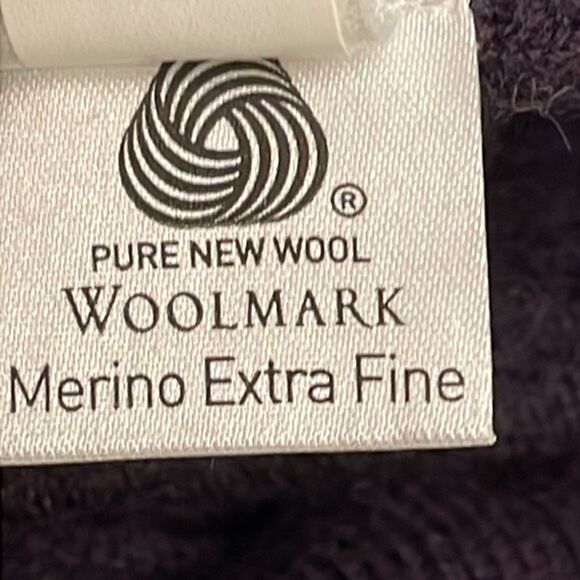 ®
PURE NEW WOOL
WOOLMARK
Merino Extra Fine